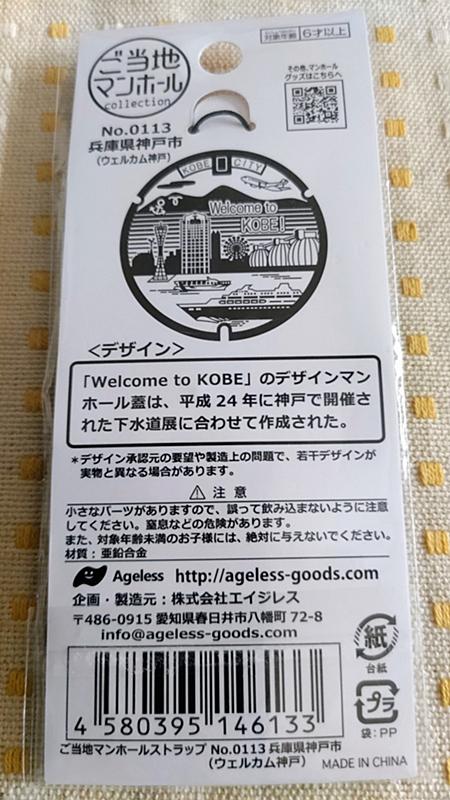 ご当地
マンホール
collection
対象年齢 6才以上
その他、マンホール
グッズはこちらへ
No.0113
兵庫県神戸市
(ウェルカム神戸)
KOBE CITY
Welcome to
KOBE!
<デザイン>
「Welcome to KOBE」のデザインマン
ホール蓋は、平成24年に神戸で開催さ
れた下水道展に合わせて作成された。
*デザイン承認元の要望や製造上の問題で、若干デザインが
実物と異なる場合があります。
⚠ 注意
小さなパーツがありますので、誤って飲み込まないように注意
してください。窒息などの危険があります。
また、対象年齢未満のお子様には、絶対に与えないでください。
材質：亜鉛合金
Ageless http://ageless-goods.com
企画・製造元：株式会社エイジレス
〒486-0915 愛知県春日井市八幡町 72-8
info@ageless-goods.com
紙
台紙
プラ
袋:PP
4 580395 146133
ご当地マンホールストラップ No.0113 兵庫県神戸市
(ウェルカム神戸)
MADE IN CHINA